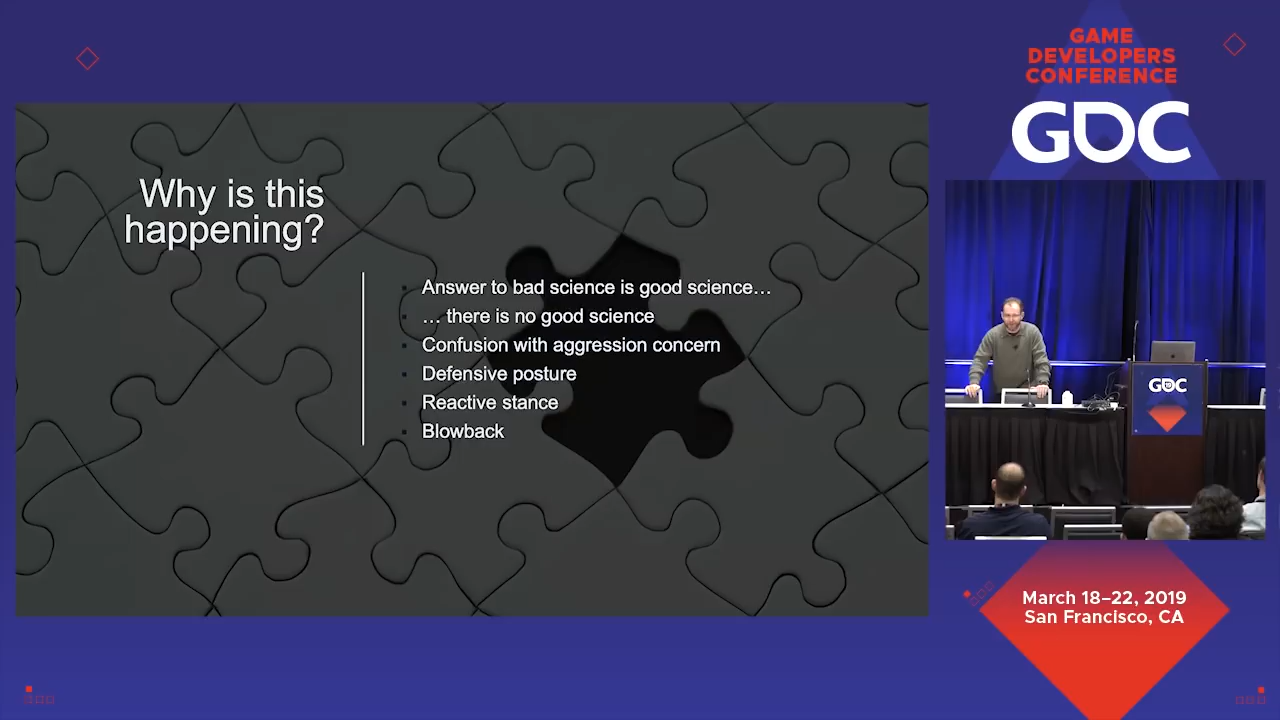 GAME
DEVELOPERS
CONFERENCE
GDC
Why is this
happening?
Answer to bad science is good science…
… there is no good science
Confusion with aggression concern
Defensive posture
Reactive stance
Blowback
GDC
March 18–22, 2019
San Francisco, CA